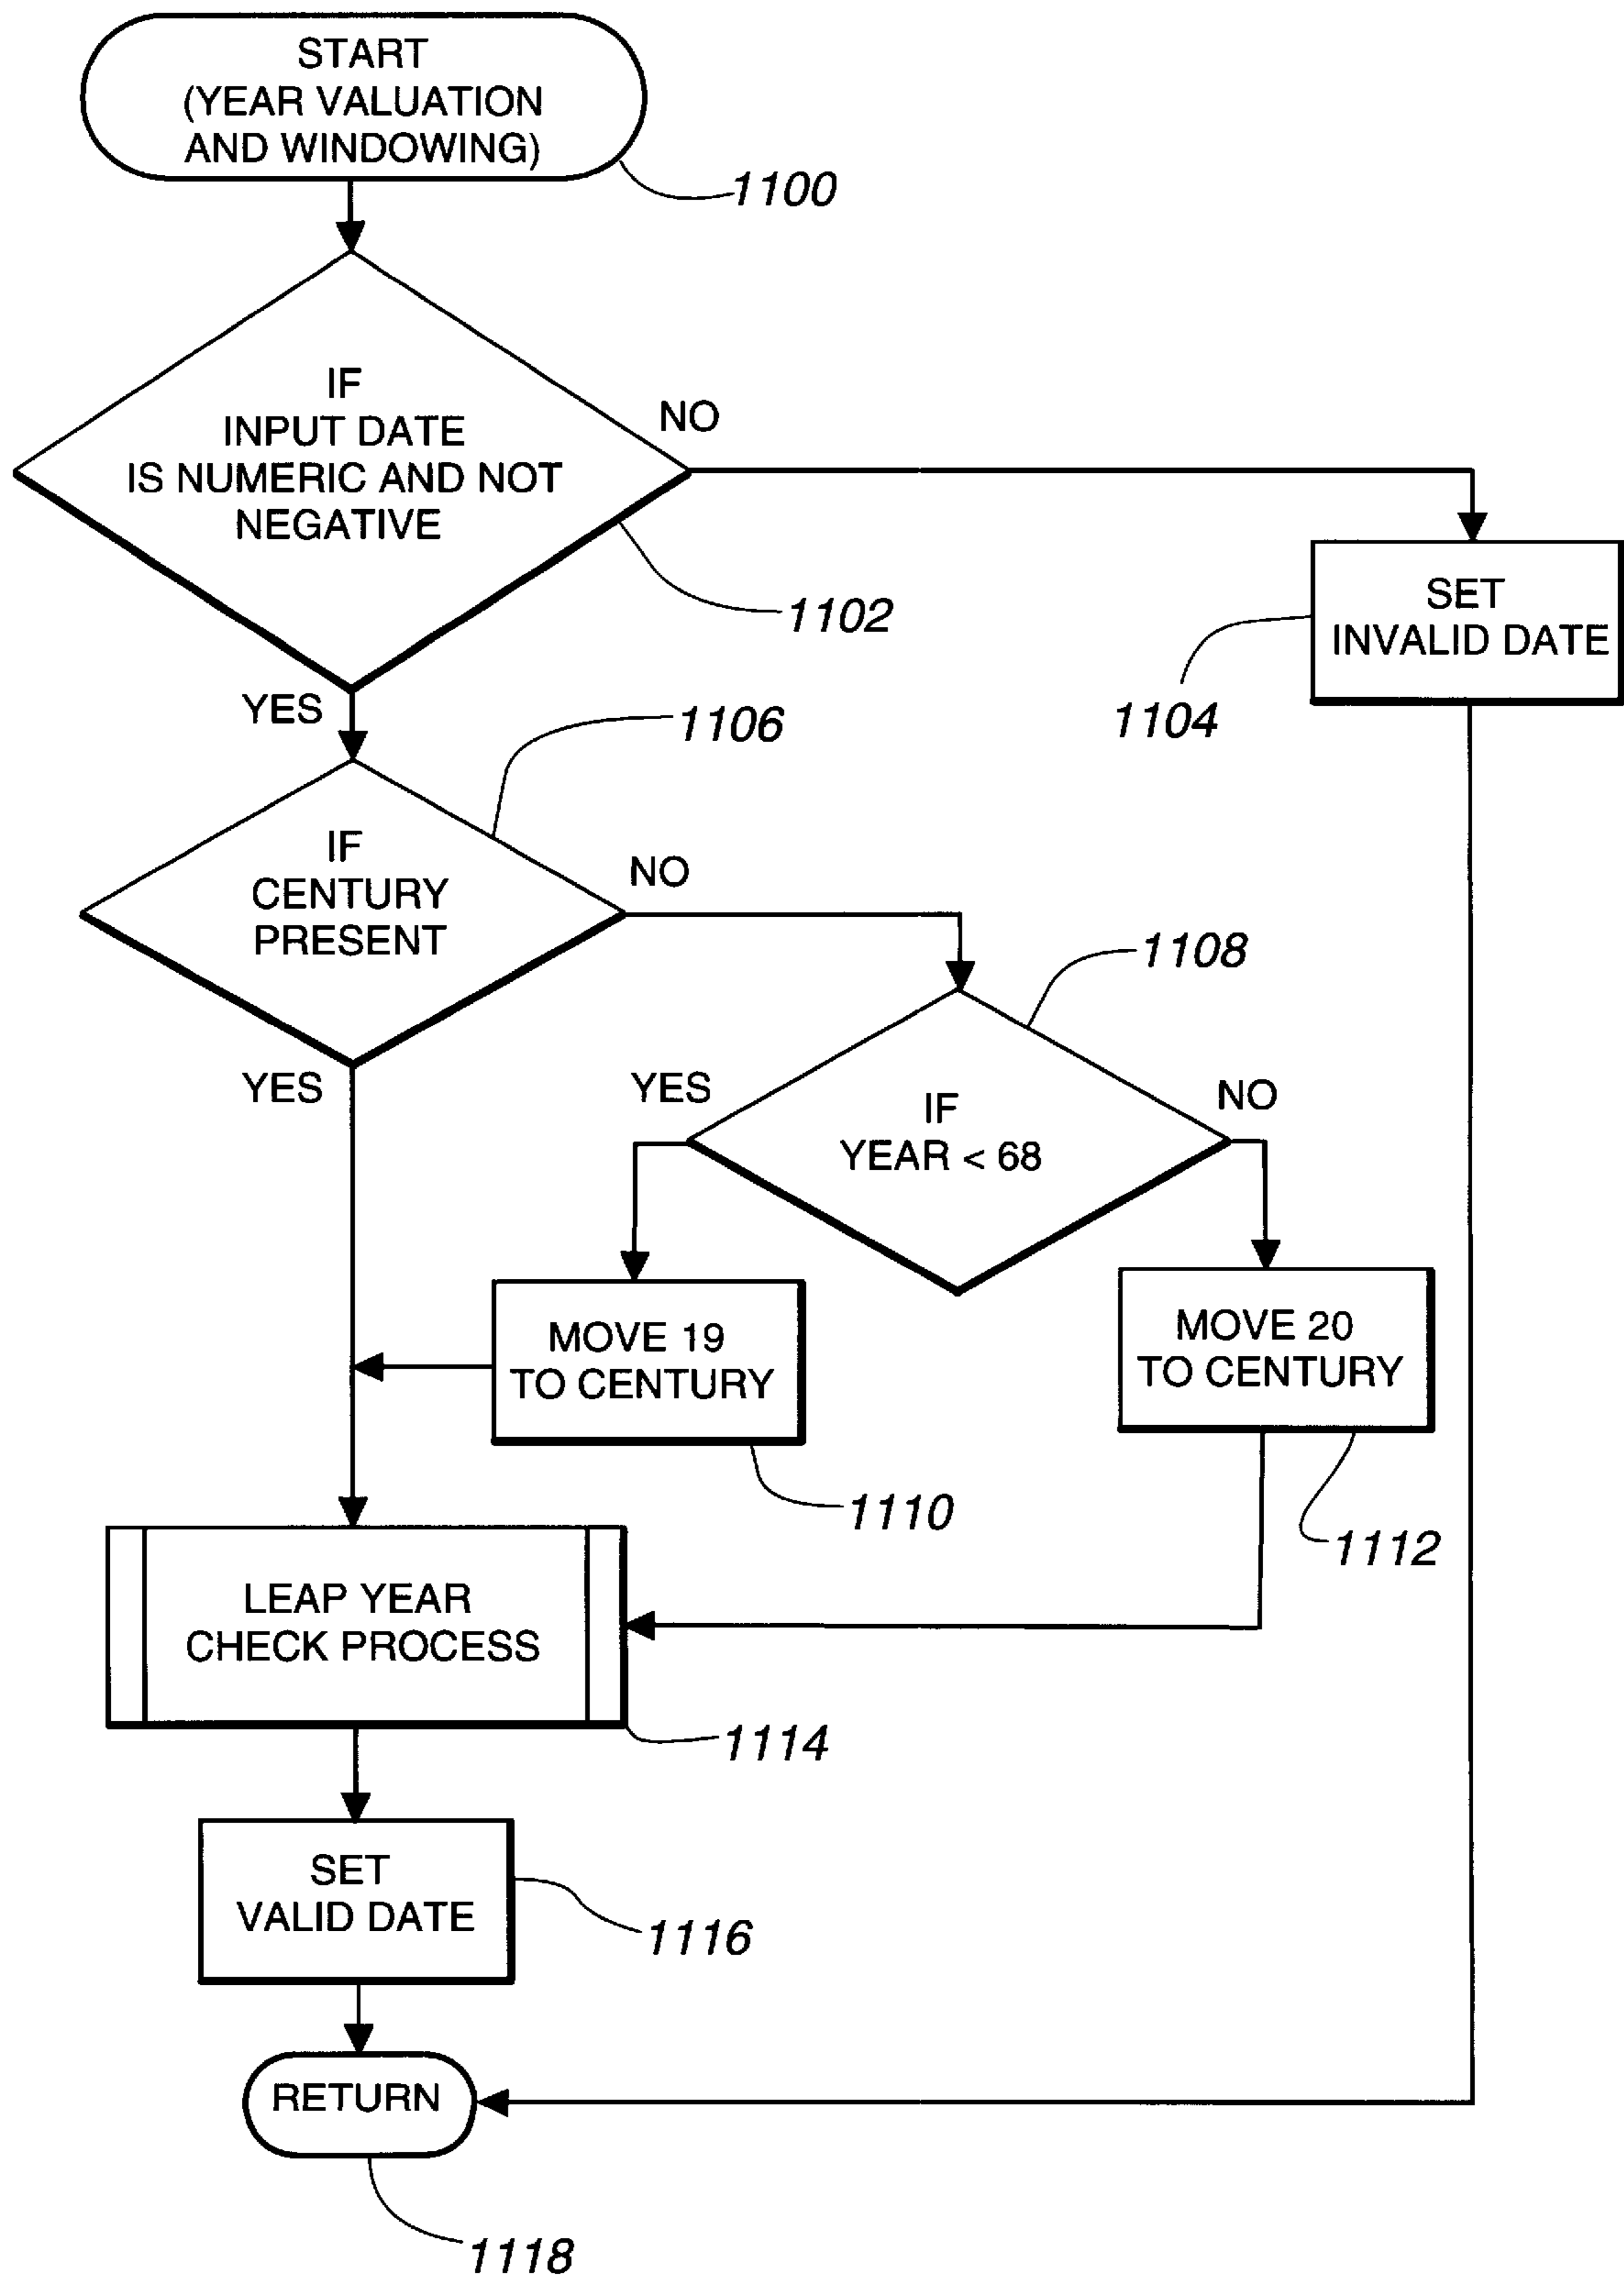 START
(YEAR VALUATION
AND WINDOWING)
1100
IF
INPUT DATE
IS NUMERIC AND NOT
NEGATIVE
NO
1102
SET
INVALID DATE
1104
YES
1106
IF
CENTURY
PRESENT
NO
1108
YES
YES
IF
YEAR < 68
NO
MOVE 19
TO CENTURY
MOVE 20
TO CENTURY
1110
1112
LEAP YEAR
CHECK PROCESS
1114
SET
VALID DATE
1116
RETURN
1118